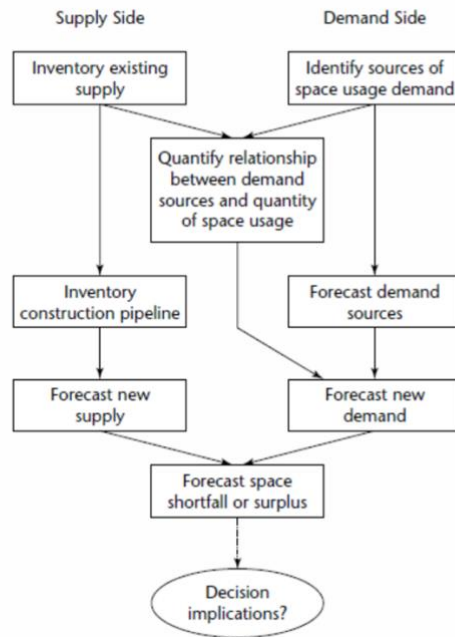 Supply Side
Demand Side
Inventory existing
supply
Identify sources of
space usage demand
Quantify relationship
between demand
sources and quantity
of space usage
Inventory
construction pipeline
Forecast demand
sources
Forecast new
supply
Forecast new
demand
Forecast space
shortfall or surplus
Decision
implications?